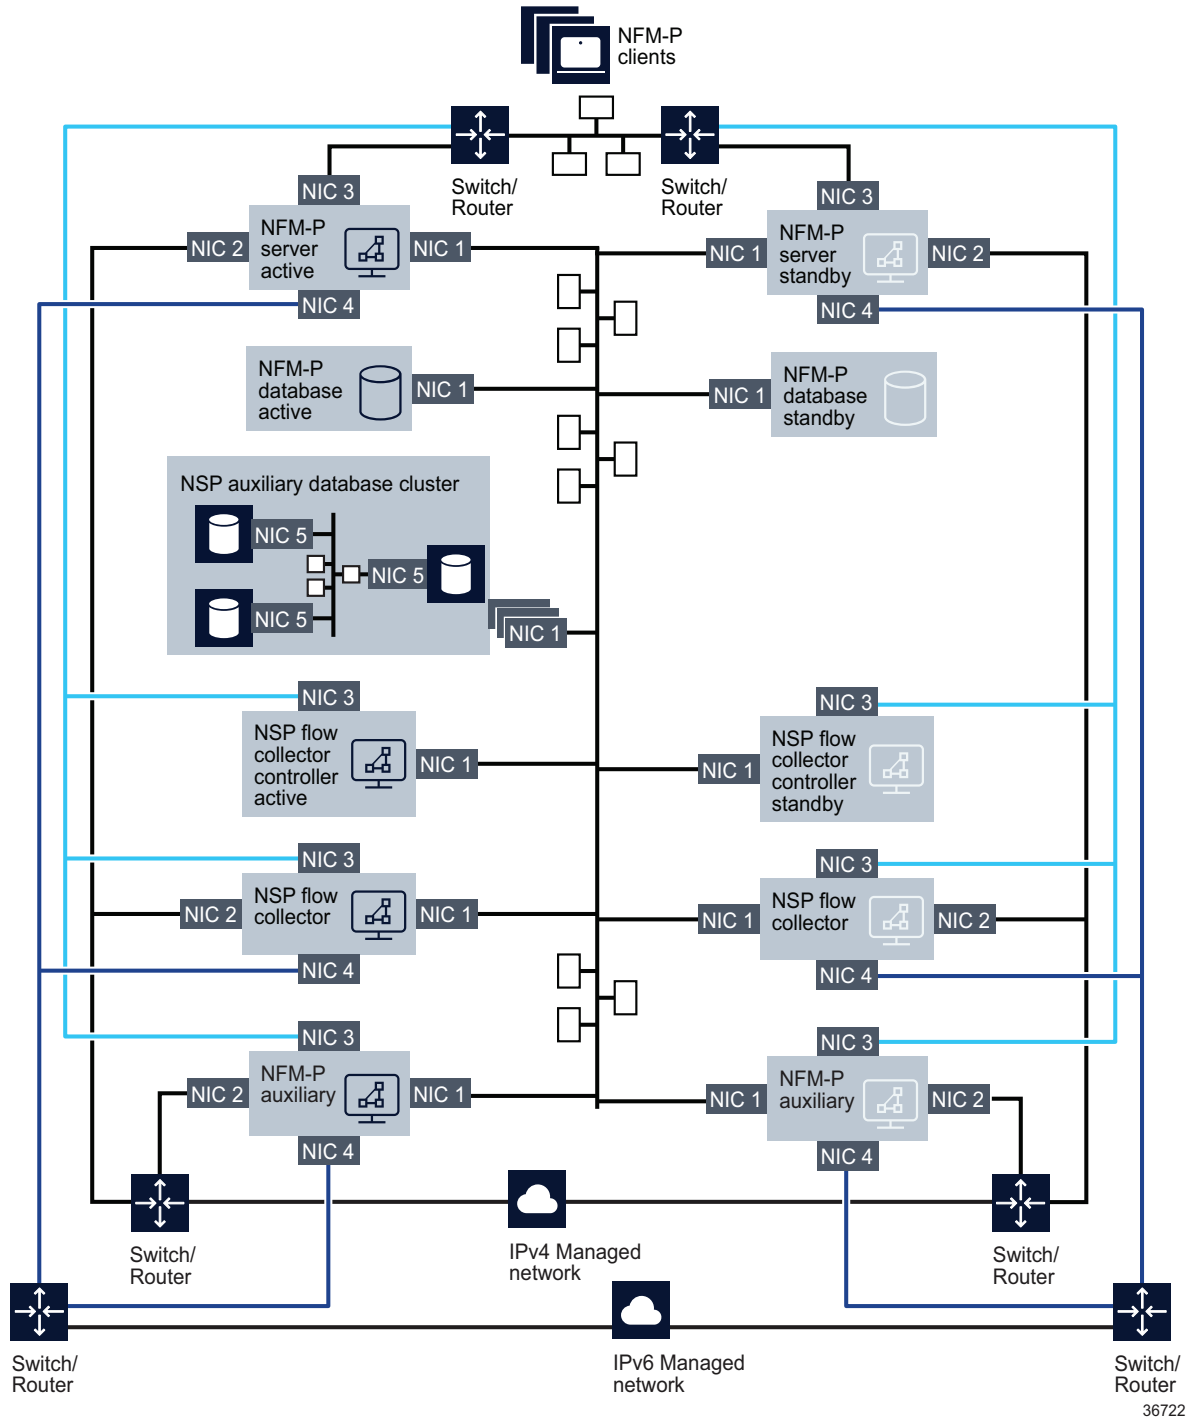 NFM-P
clients
Switch/
Router
Switch/
Router
NIC 3
NFM-P
server
active
NIC 2
NIC 1
NIC 4
NIC 3
NFM-P
server
standby
NIC 1
NIC 2
NIC 4
NFM-P
database
active
NIC 1
NIC 1
NFM-P
database
standby
NSP auxiliary database cluster
NIC 5
NIC 5
NIC 5
NIC 1
NIC 3
NSP flow
collector
controller
active
NIC 1
NIC 3
NSP flow
collector
controller
standby
NIC 1
NIC 3
NSP flow
collector
NIC 2
NIC 1
NIC 4
NIC 3
NSP flow
collector
NIC 1
NIC 2
NIC 4
NIC 3
NFM-P
auxiliary
NIC 2
NIC 1
NIC 4
NIC 3
NFM-P
auxiliary
NIC 1
NIC 2
NIC 4
Switch/
Router
IPv4 Managed
network
Switch/
Router
Switch/
Router
IPv6 Managed
network
Switch/
Router
36722